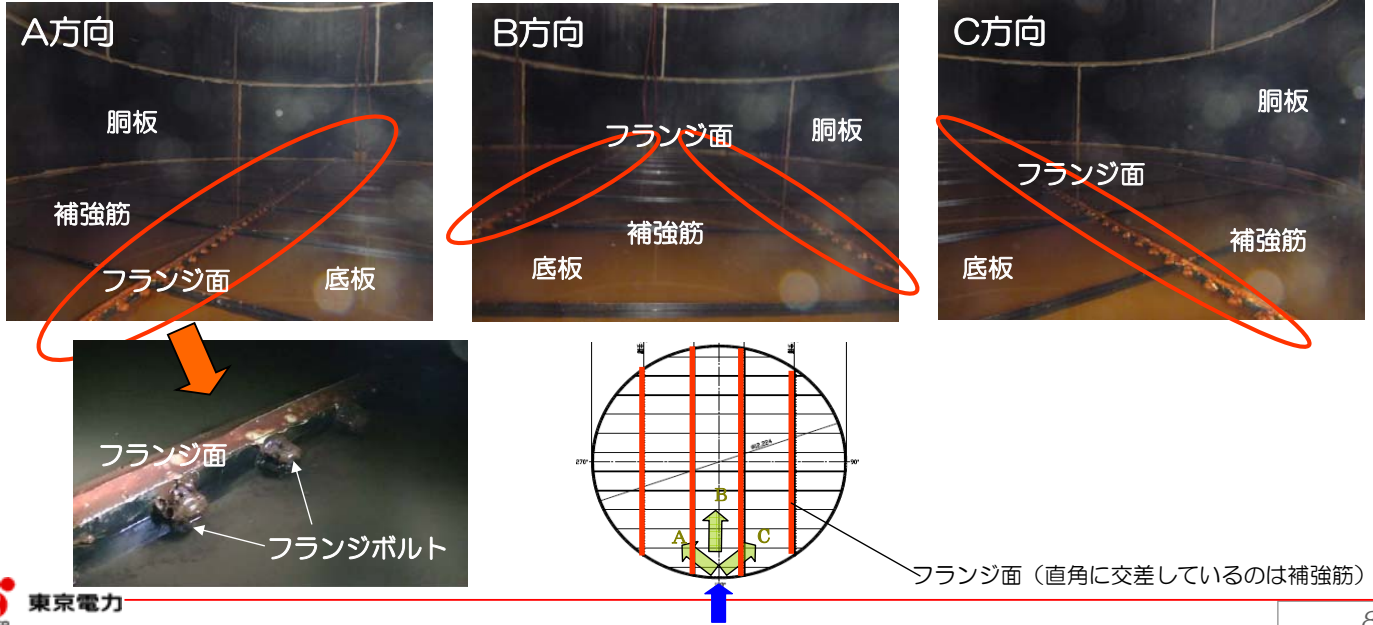 A方向
胴板
補強筋
フランジ面
底板
B方向
フランジ面
胴板
補強筋
底板
C方向
胴板
フランジ面
補強筋
底板
フランジ面
フランジボルト
270°
90°
A
B
C
フランジ面（直角に交差しているのは補強筋）
東京電力
8